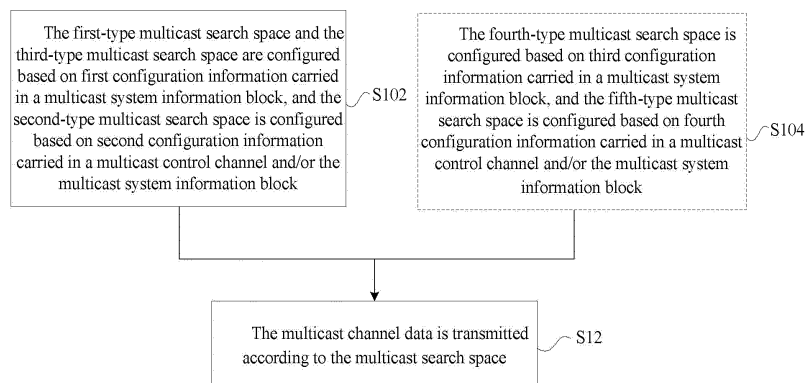 The first-type multicast search space and the
third-type multicast search space are configured
based on first configuration information carried
in a multicast system information block, and the
second-type multicast search space is configured
based on second configuration information
carried in a multicast control channel and/or the
multicast system information block
S102
The fourth-type multicast search space is
configured based on third configuration
information carried in a multicast system
information block, and the fifth-type multicast
search space is configured based on fourth
configuration information carried in a multicast
control channel and/or the multicast system
information block
S104
The multicast channel data is transmitted
according to the multicast search space
S12